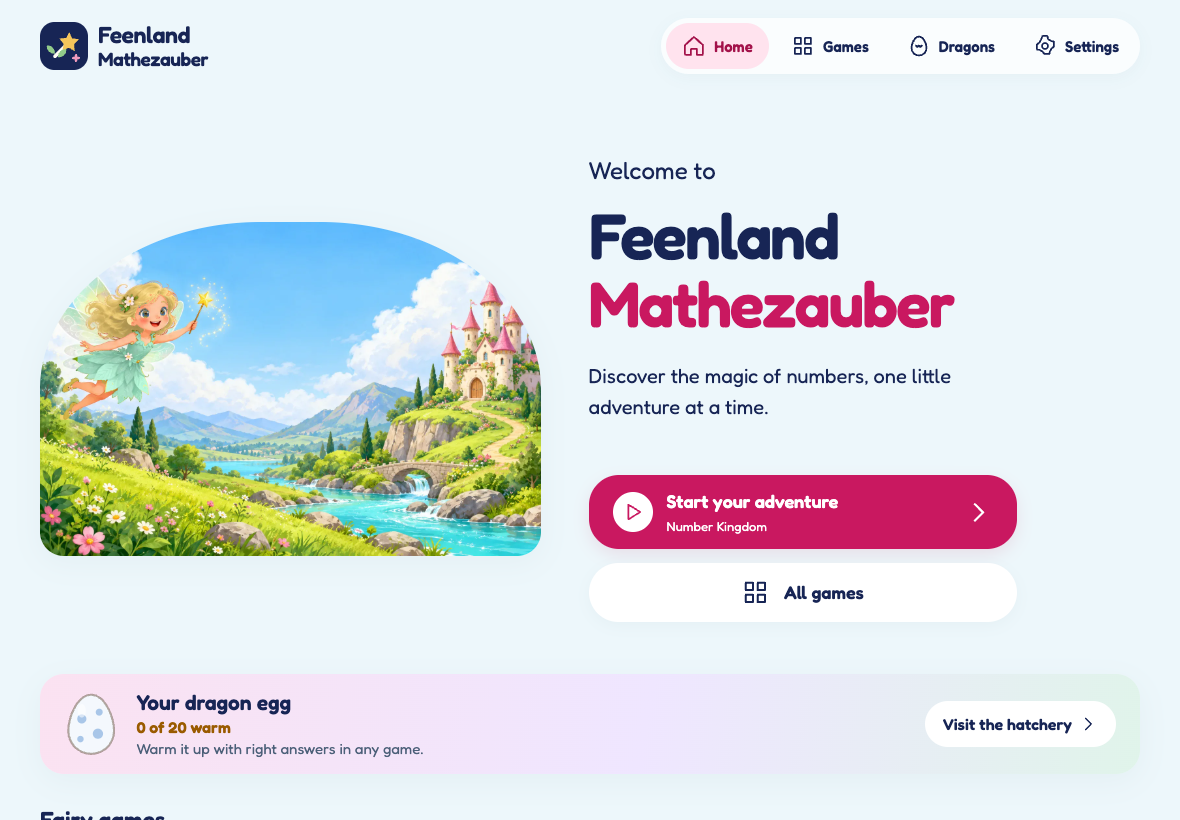 Feenland
Mathezauber
Home
Games
Dragons
Settings
Welcome to
Feenland
Mathezauber
Discover the magic of numbers, one little
adventure at a time.
Start your adventure
Number Kingdom
All games
Your dragon egg
0 of 20 warm
Warm it up with right answers in any game.
Visit the hatchery
Fairy games